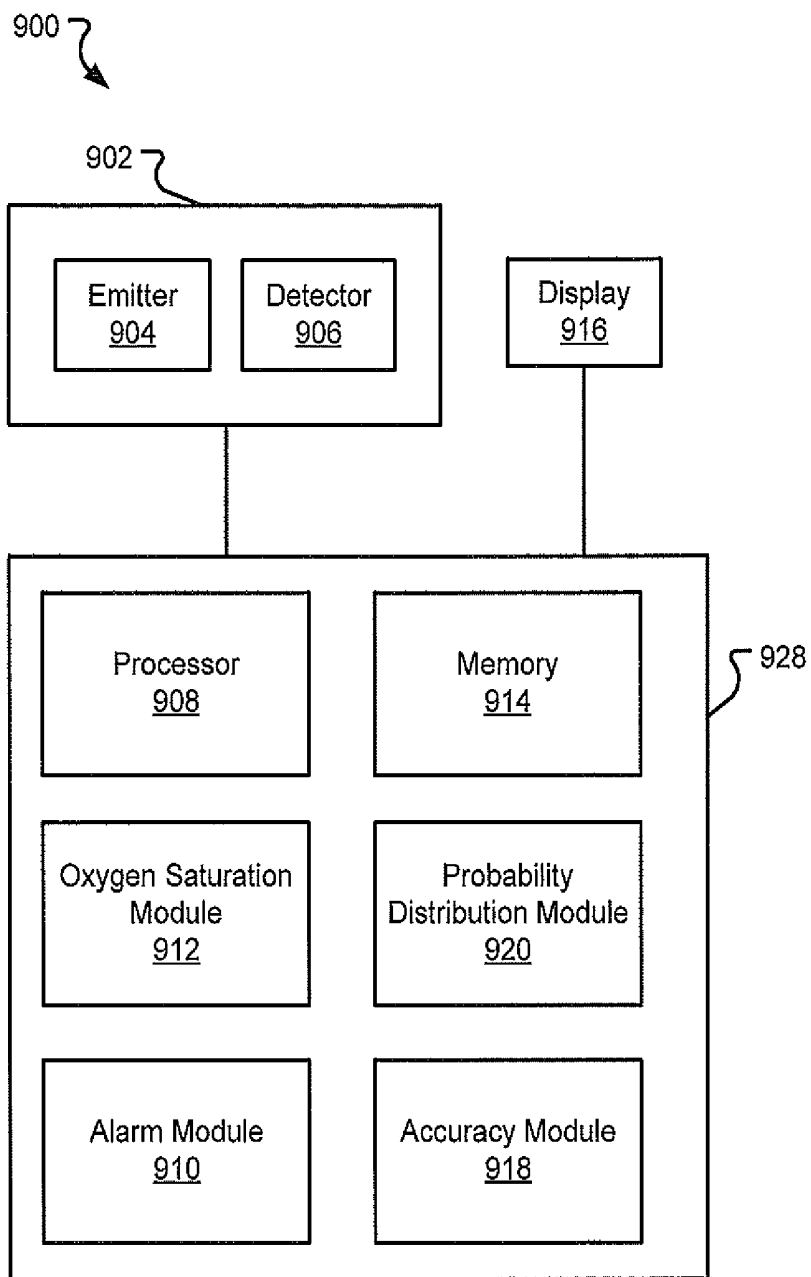 900
902
Emitter
904
Detector
906
Display
916
Processor
908
Memory
914
928
Oxygen Saturation
Module
912
Probability
Distribution Module
920
Alarm Module
910
Accuracy Module
918